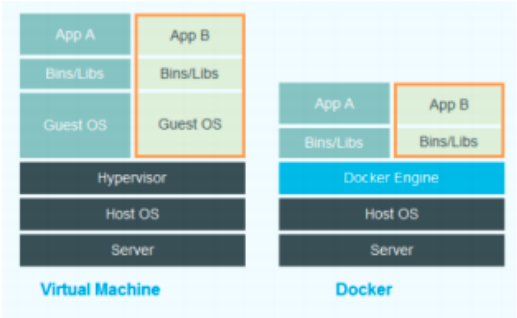 App A
App B
Bins/Libs
Bins/Libs
Guest OS
Guest OS
Hypervisor
Host OS
Server
Virtual Machine
App A
App B
Bins/Libs
Bins/Libs
Docker Engine
Host OS
Server
Docker